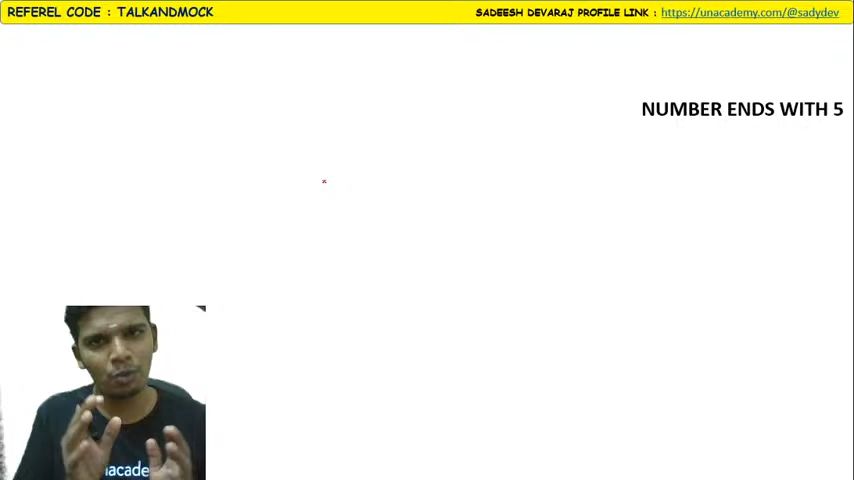 REFEREL CODE : TALKANDMOCK
SADEESH DEVARAJ PROFILE LINK : https://unacademy.com/@sadydev
NUMBER ENDS WITH 5
nacade